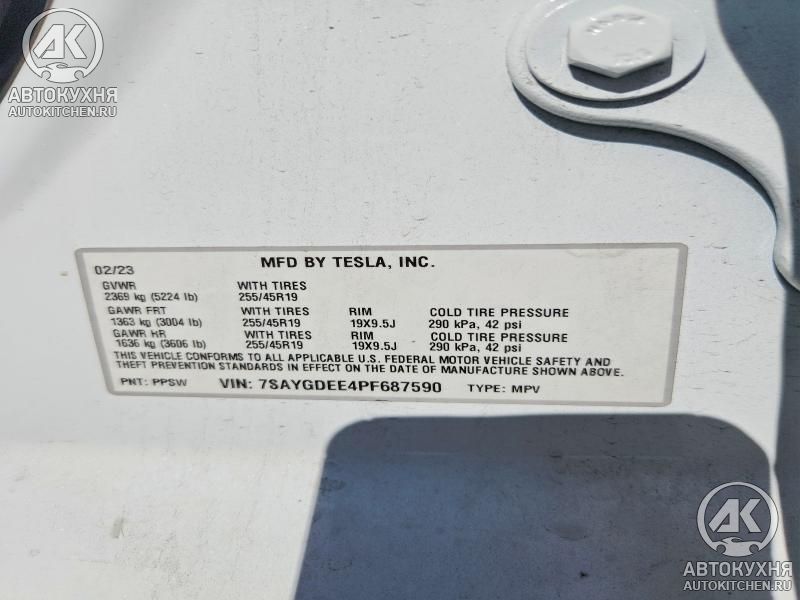 АК
АВТОКУХНЯ
AUTOKITCHEN.RU
02/23 MFD BY TESLA, INC.
GVWR WITH TIRES
2369 kg (5224 lb) 255/45R19
GAWR FRT WITH TIRES RIM COLD TIRE PRESSURE
1363 kg (3004 lb) 255/45R19 19X9.5J 290 kPa, 42 psi
GAWR RR WITH TIRES RIM COLD TIRE PRESSURE
1636 kg (3606 lb) 255/45R19 19X9.5J 290 kPa, 42 psi
THIS VEHICLE CONFORMS TO ALL APPLICABLE U.S. FEDERAL MOTOR VEHICLE SAFETY AND
THEFT PREVENTION STANDARDS IN EFFECT ON THE DATE OF MANUFACTURE SHOWN ABOVE.
PNT: PPSW VIN: 7SAYGDEE4PF687590 TYPE: MPV
АК
АВТОКУХНЯ
AUTOKITCHEN.RU